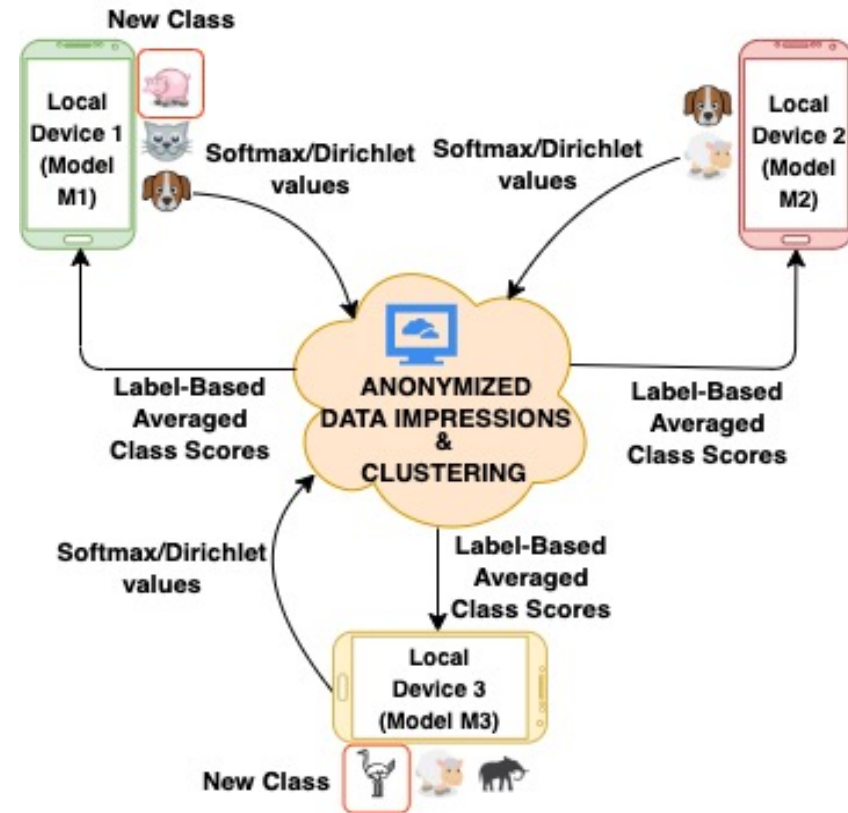 New Class
Local
Device 1
(Model
M1)
Softmax/Dirichlet
values
Softmax/Dirichlet
values
Local
Device 2
(Model
M2)
Label-Based
Averaged
Class Scores
ANONYMIZED
DATA IMPRESSIONS
&
CLUSTERING
Label-Based
Averaged
Class Scores
Softmax/Dirichlet
values
Label-Based
Averaged
Class Scores
Local
Device 3
(Model M3)
New Class